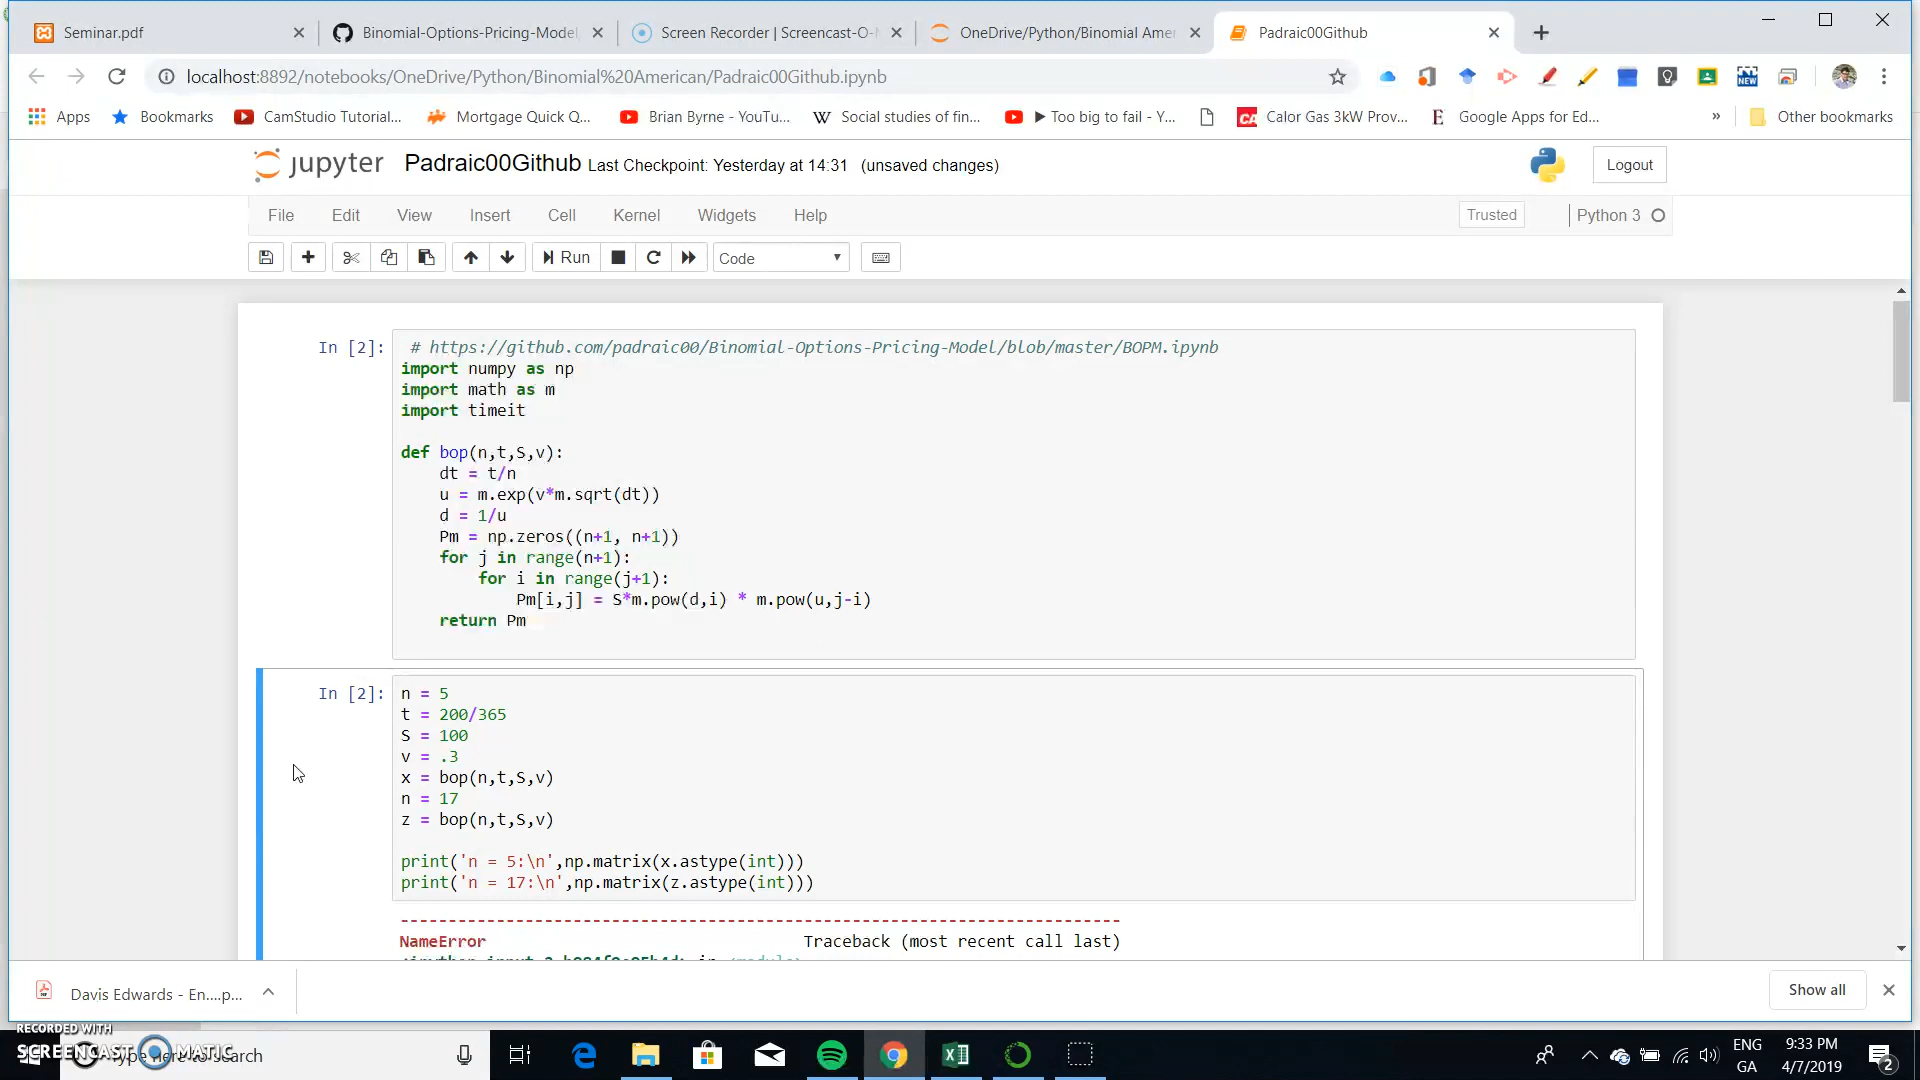 Seminar.pdf
Binomial-Options-Pricing-Model
Screen Recorder | Screencast-O-
OneDrive/Python/Binomial Amer
Padraic00Github
localhost:8892/notebooks/OneDrive/Python/Binomial%20American/Padraic00Github.ipynb
Apps
Bookmarks
CamStudio Tutorial...
Mortgage Quick Q...
Brian Byrne - YouTu...
Social studies of fin...
▶ Too big to fail - Y...
Calor Gas 3kW Prov...
Google Apps for Ed...
»
Other bookmarks
jupyter Padraic00Github Last Checkpoint: Yesterday at 14:31 (unsaved changes)
Logout
File Edit View Insert Cell Kernel Widgets Help
Trusted
Python 3
Run
Code
In [2]:
# https://github.com/padraic00/Binomial-Options-Pricing-Model/blob/master/BOPM.ipynb
import numpy as np
import math as m
import timeit
def bop(n,t,S,v):
dt = t/n
u = m.exp(v*m.sqrt(dt))
d = 1/u
Pm = np.zeros((n+1, n+1))
for j in range(n+1):
for i in range(j+1):
Pm[i,j] = S*m.pow(d,i) * m.pow(u,j-i)
return Pm
In [2]:
n = 5
t = 200/365
S = 100
v = .3
x = bop(n,t,S,v)
n = 17
z = bop(n,t,S,v)
print('n = 5:\n',np.matrix(x.astype(int)))
print('n = 17:\n',np.matrix(z.astype(int)))
---------------------------------------------------------------------------
NameError Traceback (most recent call last)
Davis Edwards - En....p...
Show all
RECORDED WITH
SCREENCAST MATIC
Type here to search
ENG
GA
9:33 PM
4/7/2019
2